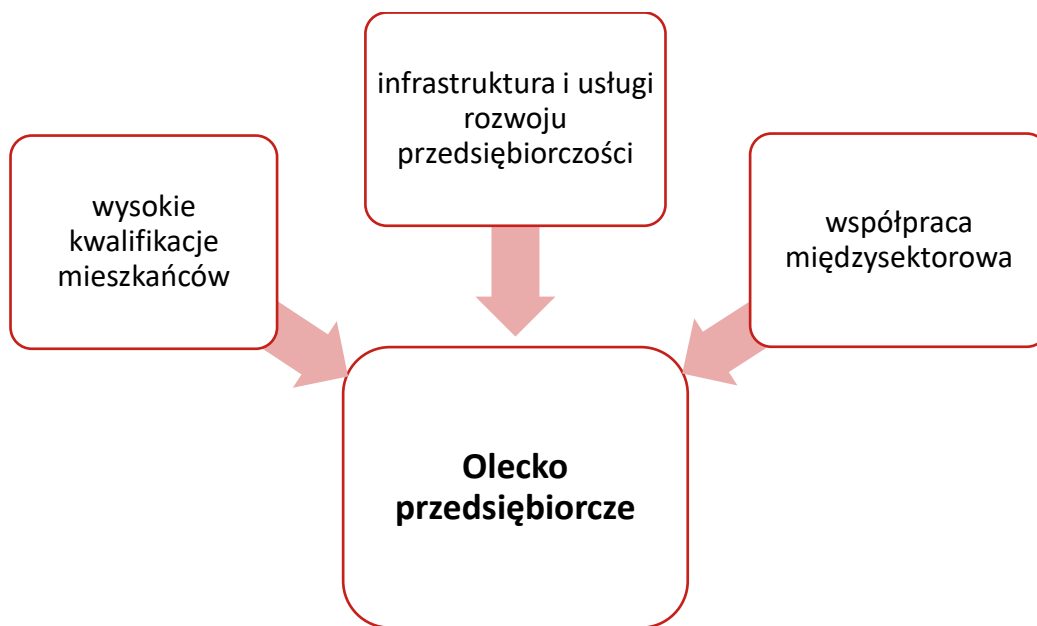 infrastruktura i usługi
rozwoju
przedsiębiorczości
wysokie
kwalifikacje
mieszkańców
współpraca
międzysektorowa
Olecko
przedsiębiorcze